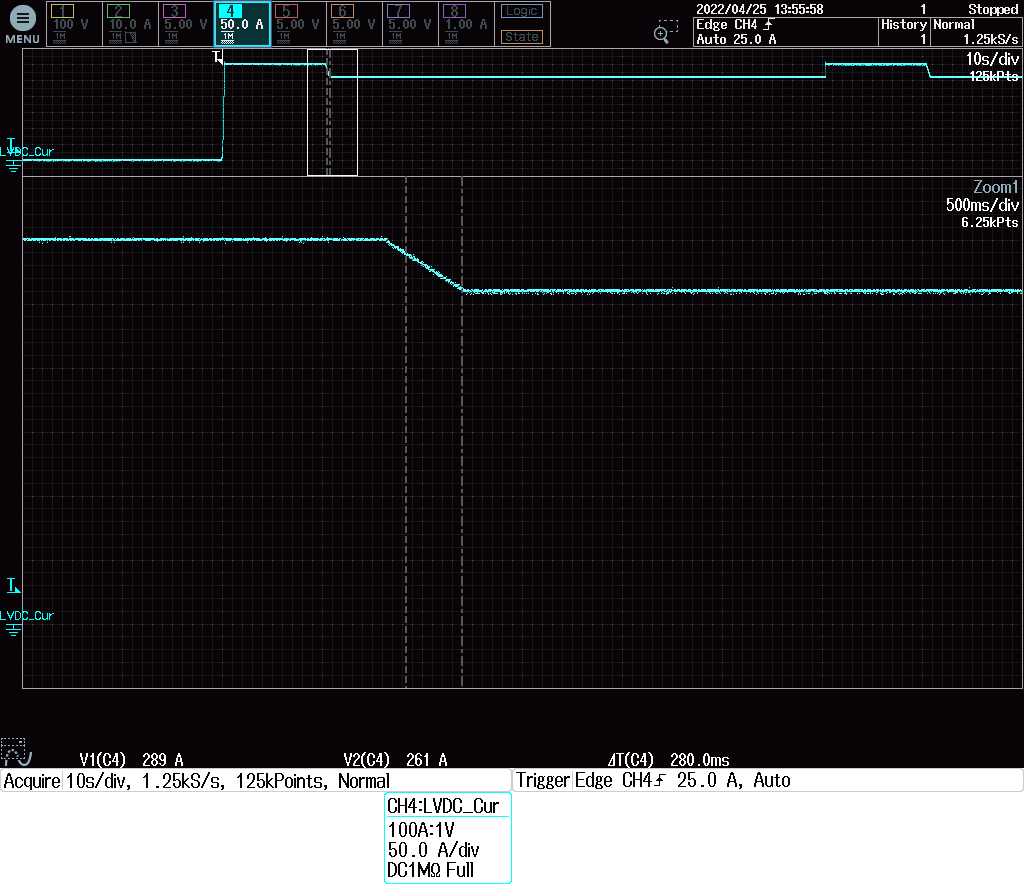 MENU
1 100 V 1M
2 10.0 A 1M
3 5.00 V 1M
4 50.0 A 1M
5 5.00 V 1M
6 5.00 V 1M
7 5.00 V 1M
8 1.00 A 1M
Logic
State
2022/04/25 13:55:58 1 Stopped
Edge CH4
Auto 25.0 A
History 1
Normal
1.25kS/s
T
10s/div
125kPts
T
LVDC_Cur
Zoom1
500ms/div
6.25kPts
T
LVDC_Cur
V1(C4) 289 A V2(C4) 261 A ΔT(C4) 280.0ms
Acquire 10s/div, 1.25kS/s, 125kPoints, Normal
Trigger Edge CH4 25.0 A, Auto
CH4:LVDC_Cur
100A:1V
50.0 A/div
DC1MΩ Full